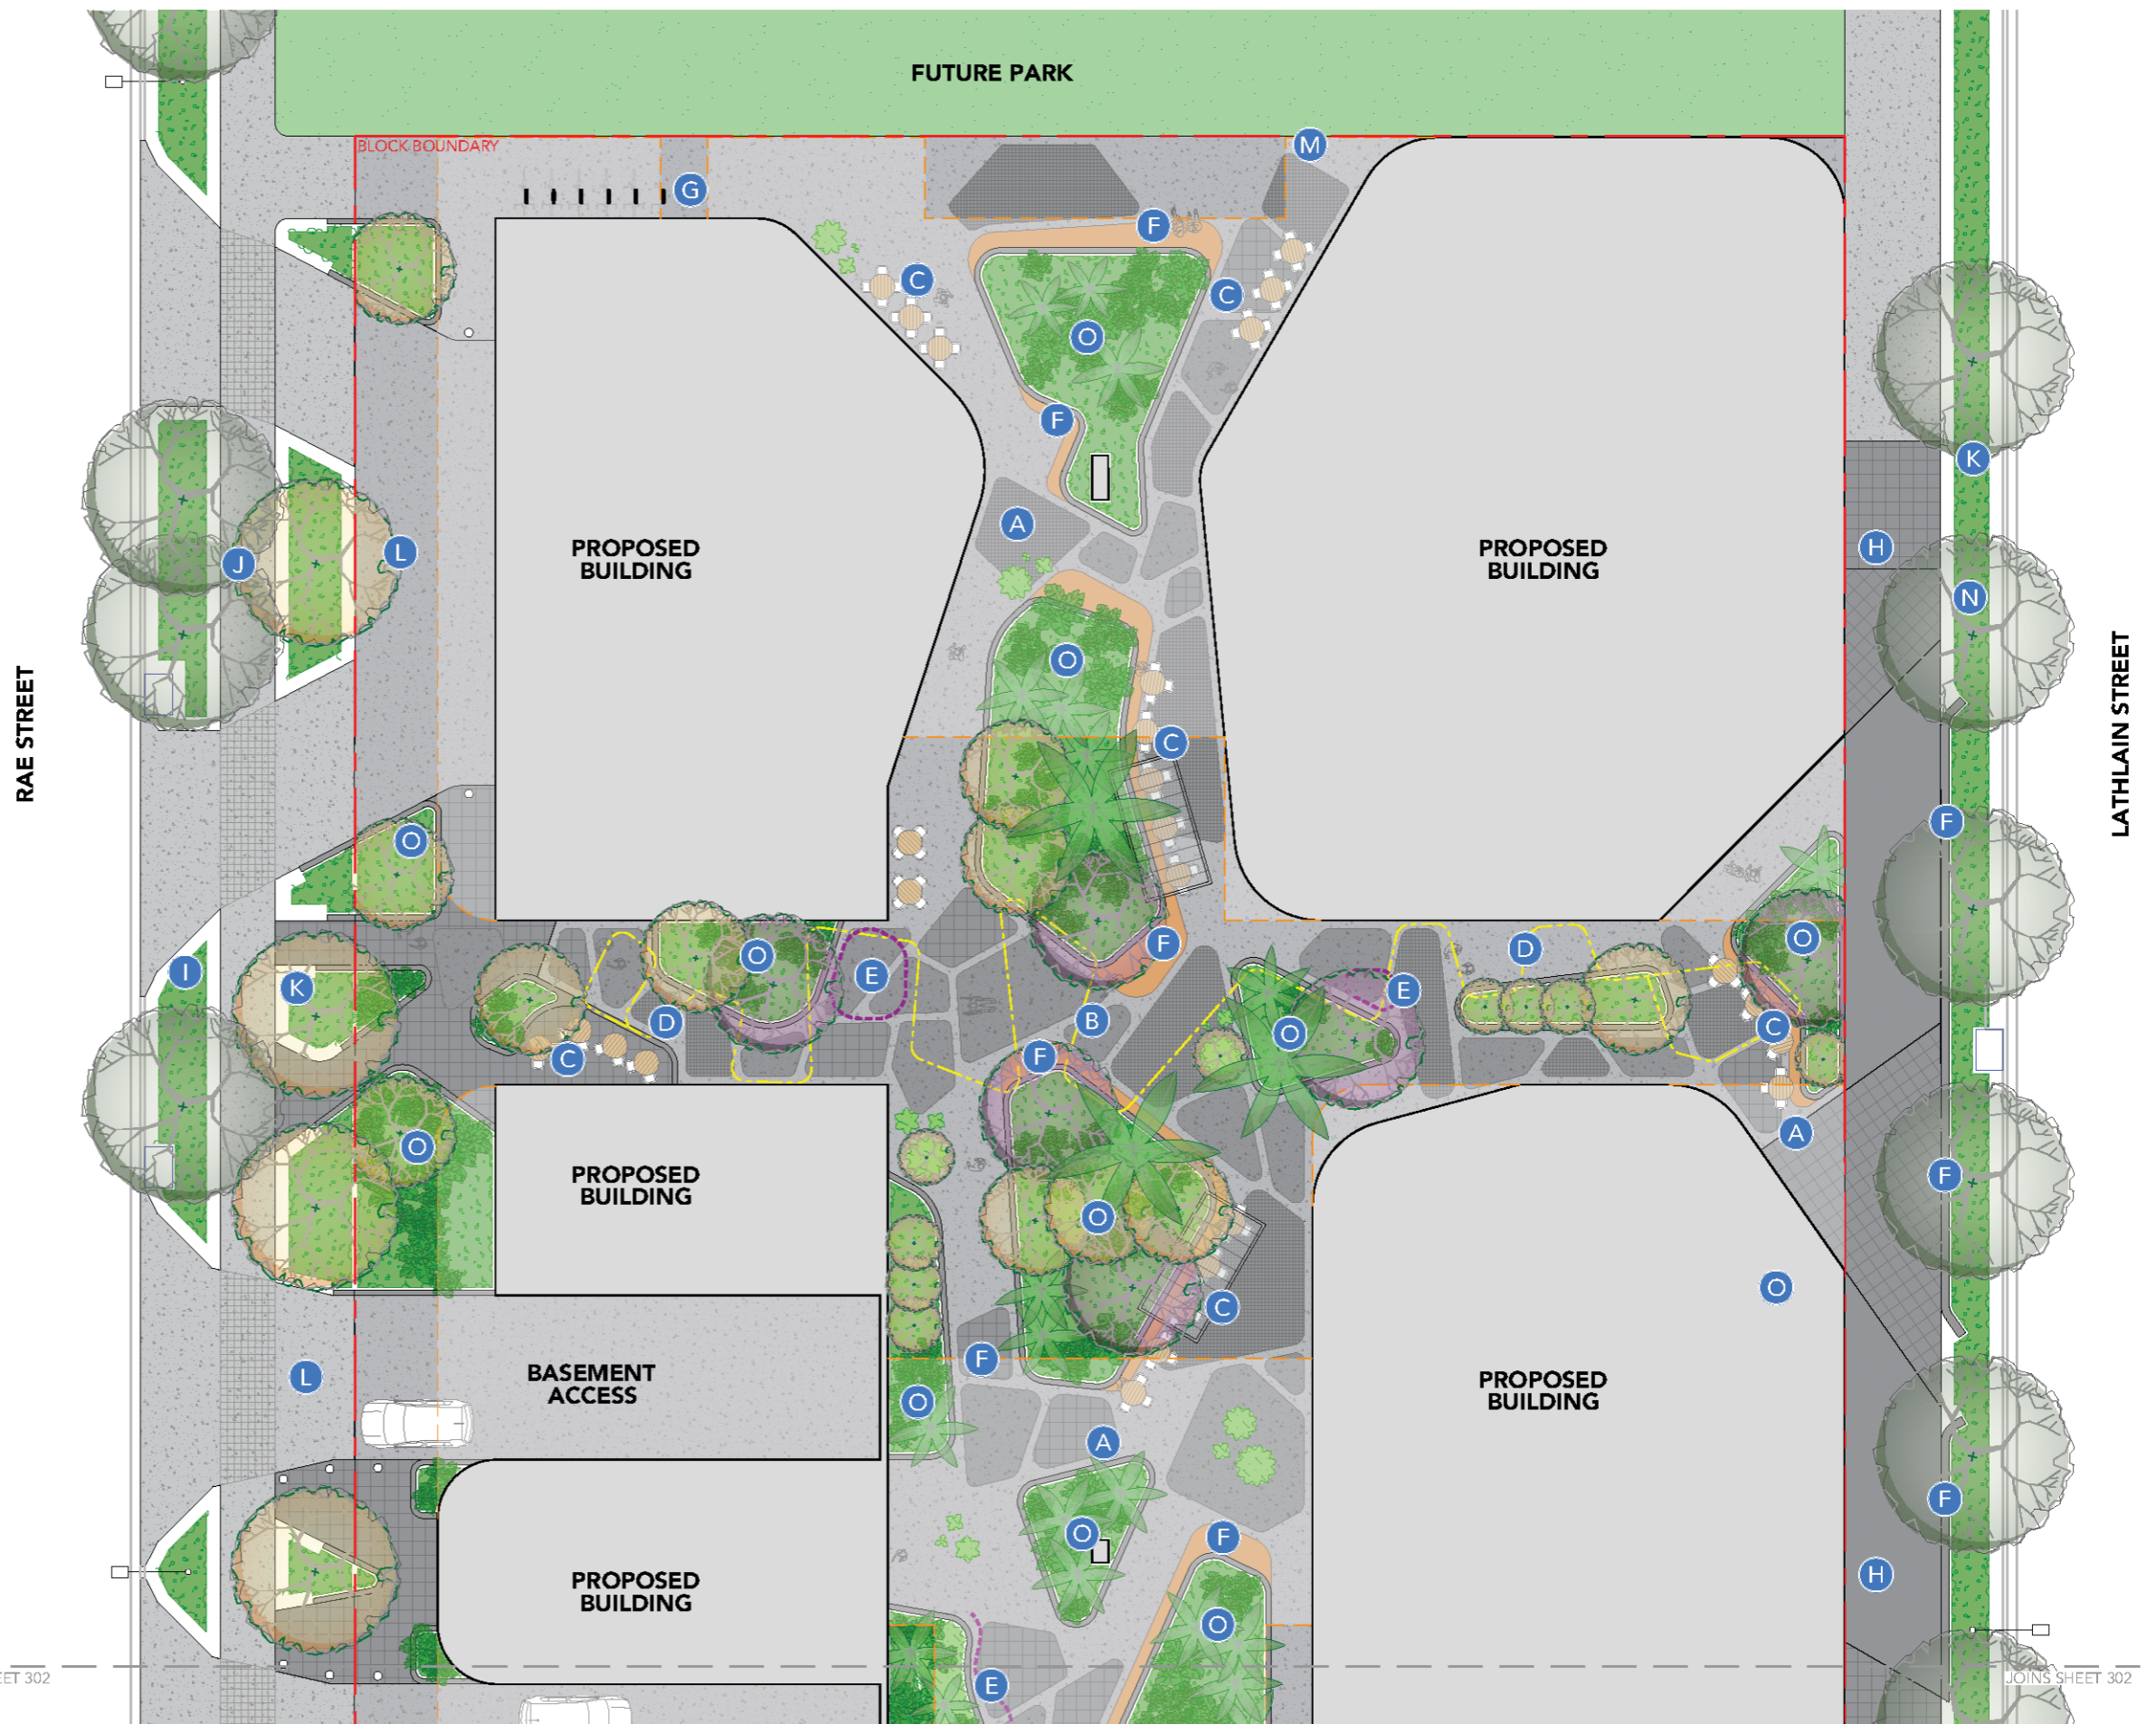 FUTURE PARK
BLOCK BOUNDARY
M
G
F
C
C
O
F
K
A
H
PROPOSED
BUILDING
PROPOSED
BUILDING
L
J
N
O
RAE STREET
LATHLAIN STREET
C
F
O
O
F
D
O
E
I
K
E
D
B
C
O
F
C
A
O
F
O
PROPOSED
BUILDING
O
C
F
L
BASEMENT
ACCESS
PROPOSED
BUILDING
O
A
F
O
F
H
PROPOSED
BUILDING
O
EET 302
JOINS SHEET 302
E